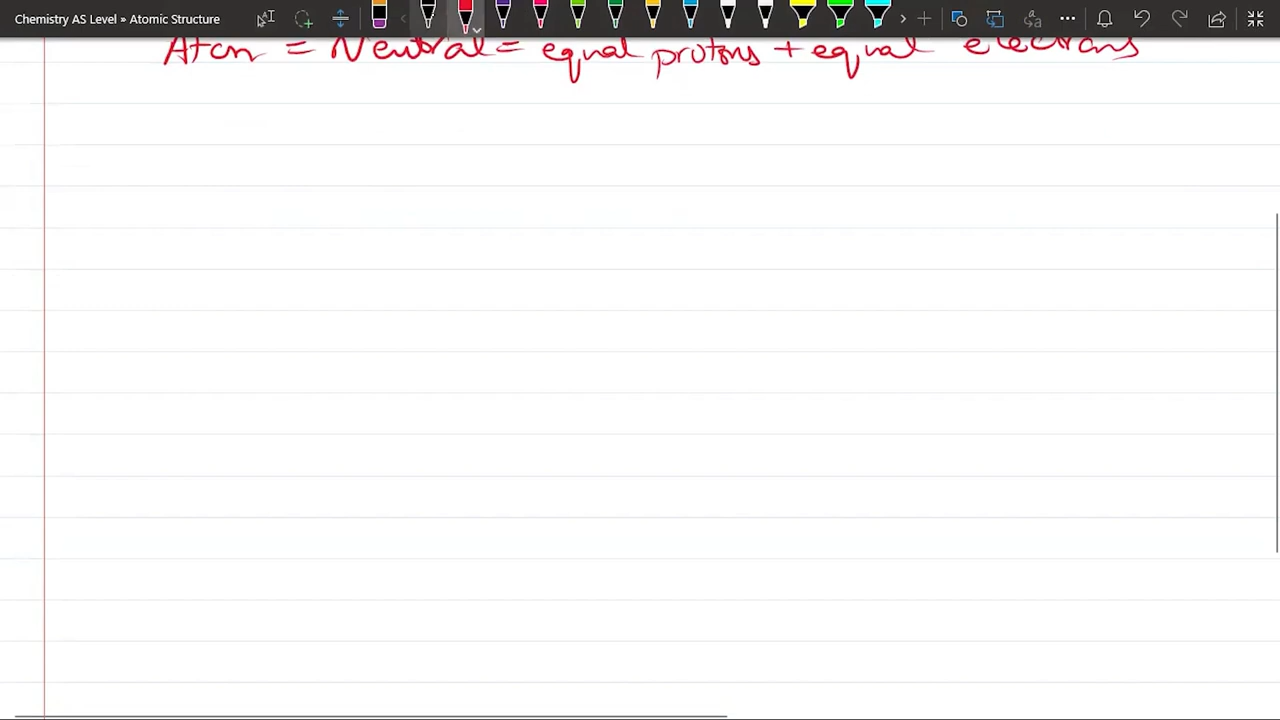 Chemistry AS Level » Atomic Structure
Atom = Neutral = equal protons + equal electrons